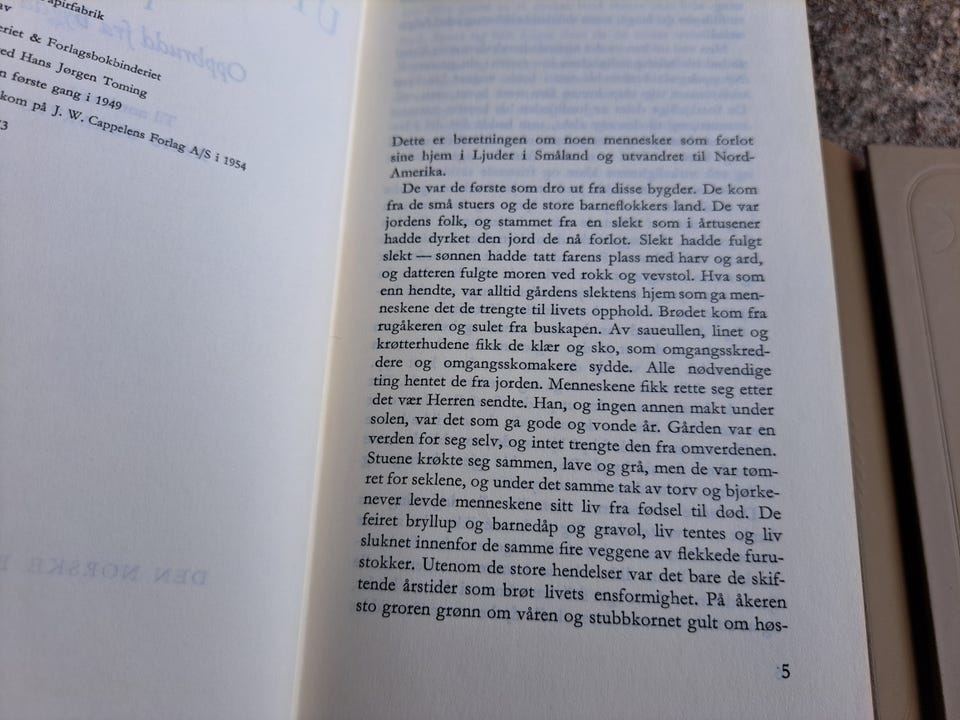 apirfabrik
av
eriet & Forlagsbokbinderiet
ved Hans Jørgen Toming
n første gang i 1949
kom på J. W. Cappelens Forlag A/S i 1954
73
Oppbrudd fra
DEN NORSKE B
Dette er beretningen om noen mennesker som forlot
sine hjem i Ljuder i Småland og utvandret til Nord-
Amerika.
De var de første som dro ut fra disse bygder. De kom
fra de små stuers og de store barneflokkers land. De var
jordens folk, og stammet fra en slekt som i årtusener
hadde dyrket den jord de nå forlot. Slekt hadde fulgt
slekt — sønnen hadde tatt farens plass med harv og ard,
og datteren fulgte moren ved rokk og vevstol. Hva som
enn hendte, var alltid gårdens slektens hjem som ga men-
neskene det de trengte til livets opphold. Brødet kom fra
rugåkeren og sulet fra buskapen. Av saueullen, linet og
krøtterhudene fikk de klær og sko, som omgangsskred-
dere og omgangsskomakere sydde. Alle nødvendige
ting hentet de fra jorden. Menneskene fikk rette seg etter
det vær Herren sendte. Han, og ingen annen makt under
solen, var det som ga gode og vonde år. Gården var en
verden for seg selv, og intet trengte den fra omverdenen.
Stuene krøkte seg sammen, lave og grå, men de var tøm-
ret for seklene, og under det samme tak av torv og bjørke-
never levde menneskene sitt liv fra fødsel til død. De
feiret bryllup og barnedåp og gravøl, liv tentes og liv
sluknet innenfor de samme fire veggene av flekkede furu-
stokker. Utenom de store hendelser var det bare de skif-
tende årstider som brøt livets ensformighet. På åkeren
sto groren grønn om våren og stubbkornet gult om høs-
5